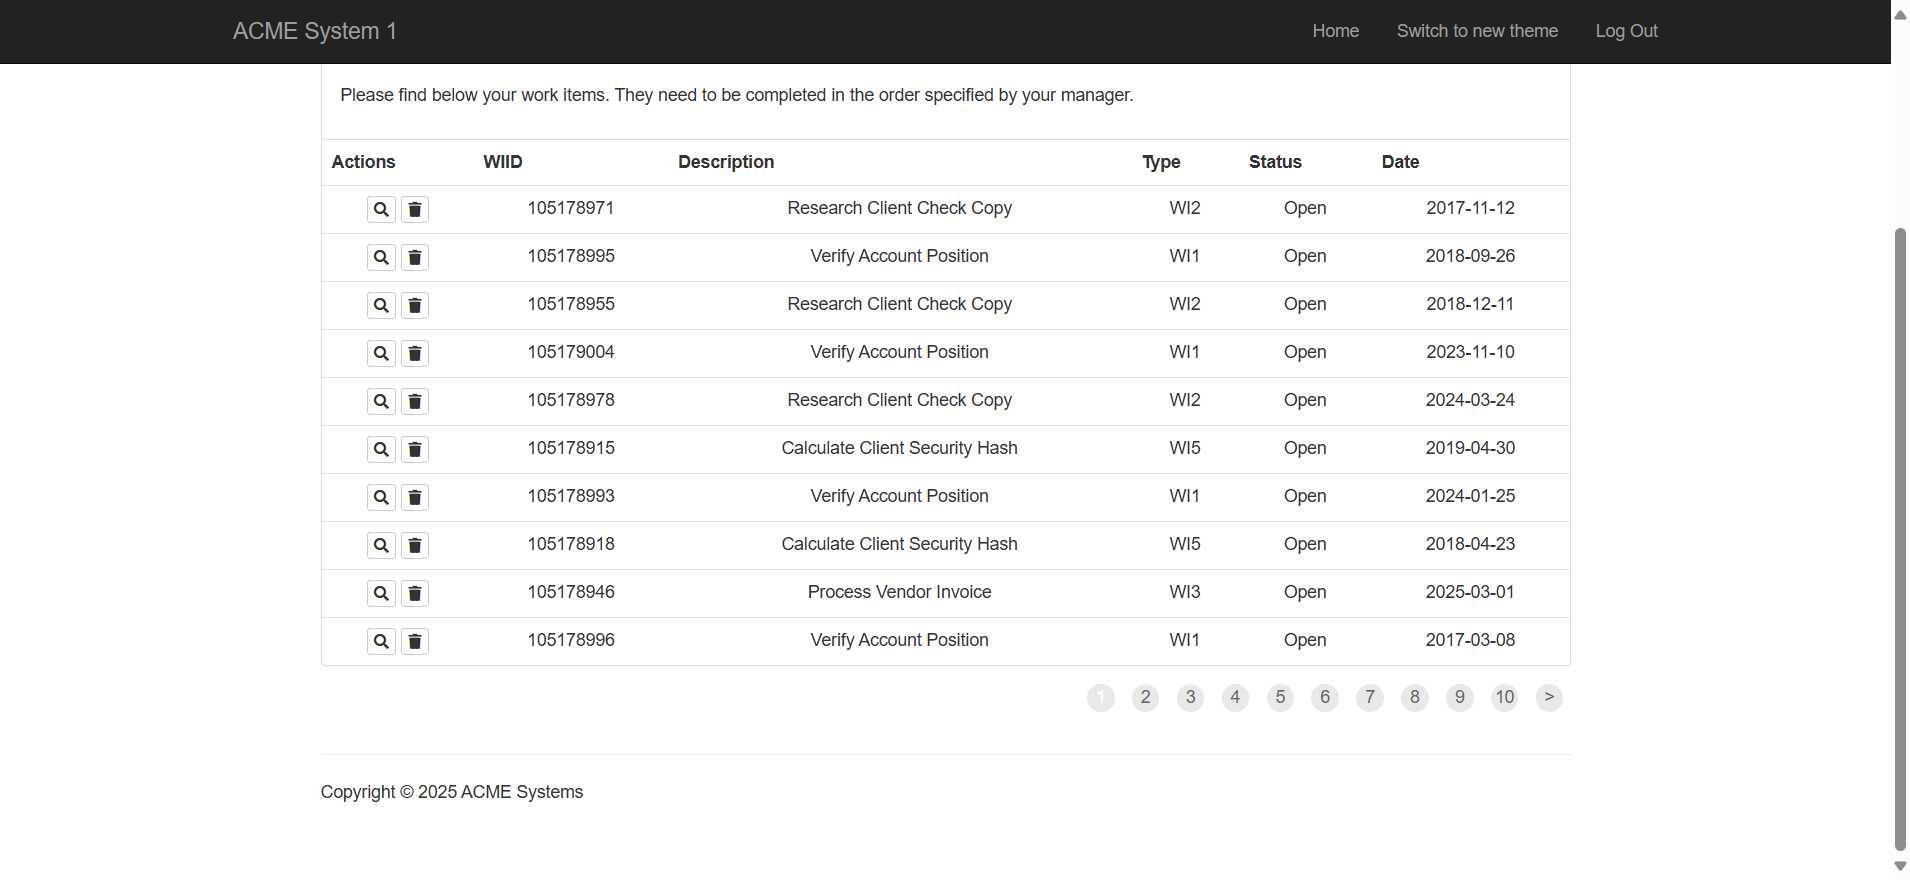 ACME System 1 Home Switch to new theme Log Out
Please find below your work items. They need to be completed in the order specified by your manager.
Actions WIID Description Type Status Date
105178971 Research Client Check Copy WI2 Open 2017-11-12
105178995 Verify Account Position WI1 Open 2018-09-26
105178955 Research Client Check Copy WI2 Open 2018-12-11
105179004 Verify Account Position WI1 Open 2023-11-10
105178978 Research Client Check Copy WI2 Open 2024-03-24
105178915 Calculate Client Security Hash WI5 Open 2019-04-30
105178993 Verify Account Position WI1 Open 2024-01-25
105178918 Calculate Client Security Hash WI5 Open 2018-04-23
105178946 Process Vendor Invoice WI3 Open 2025-03-01
105178996 Verify Account Position WI1 Open 2017-03-08
1 2 3 4 5 6 7 8 9 10 >
Copyright © 2025 ACME Systems